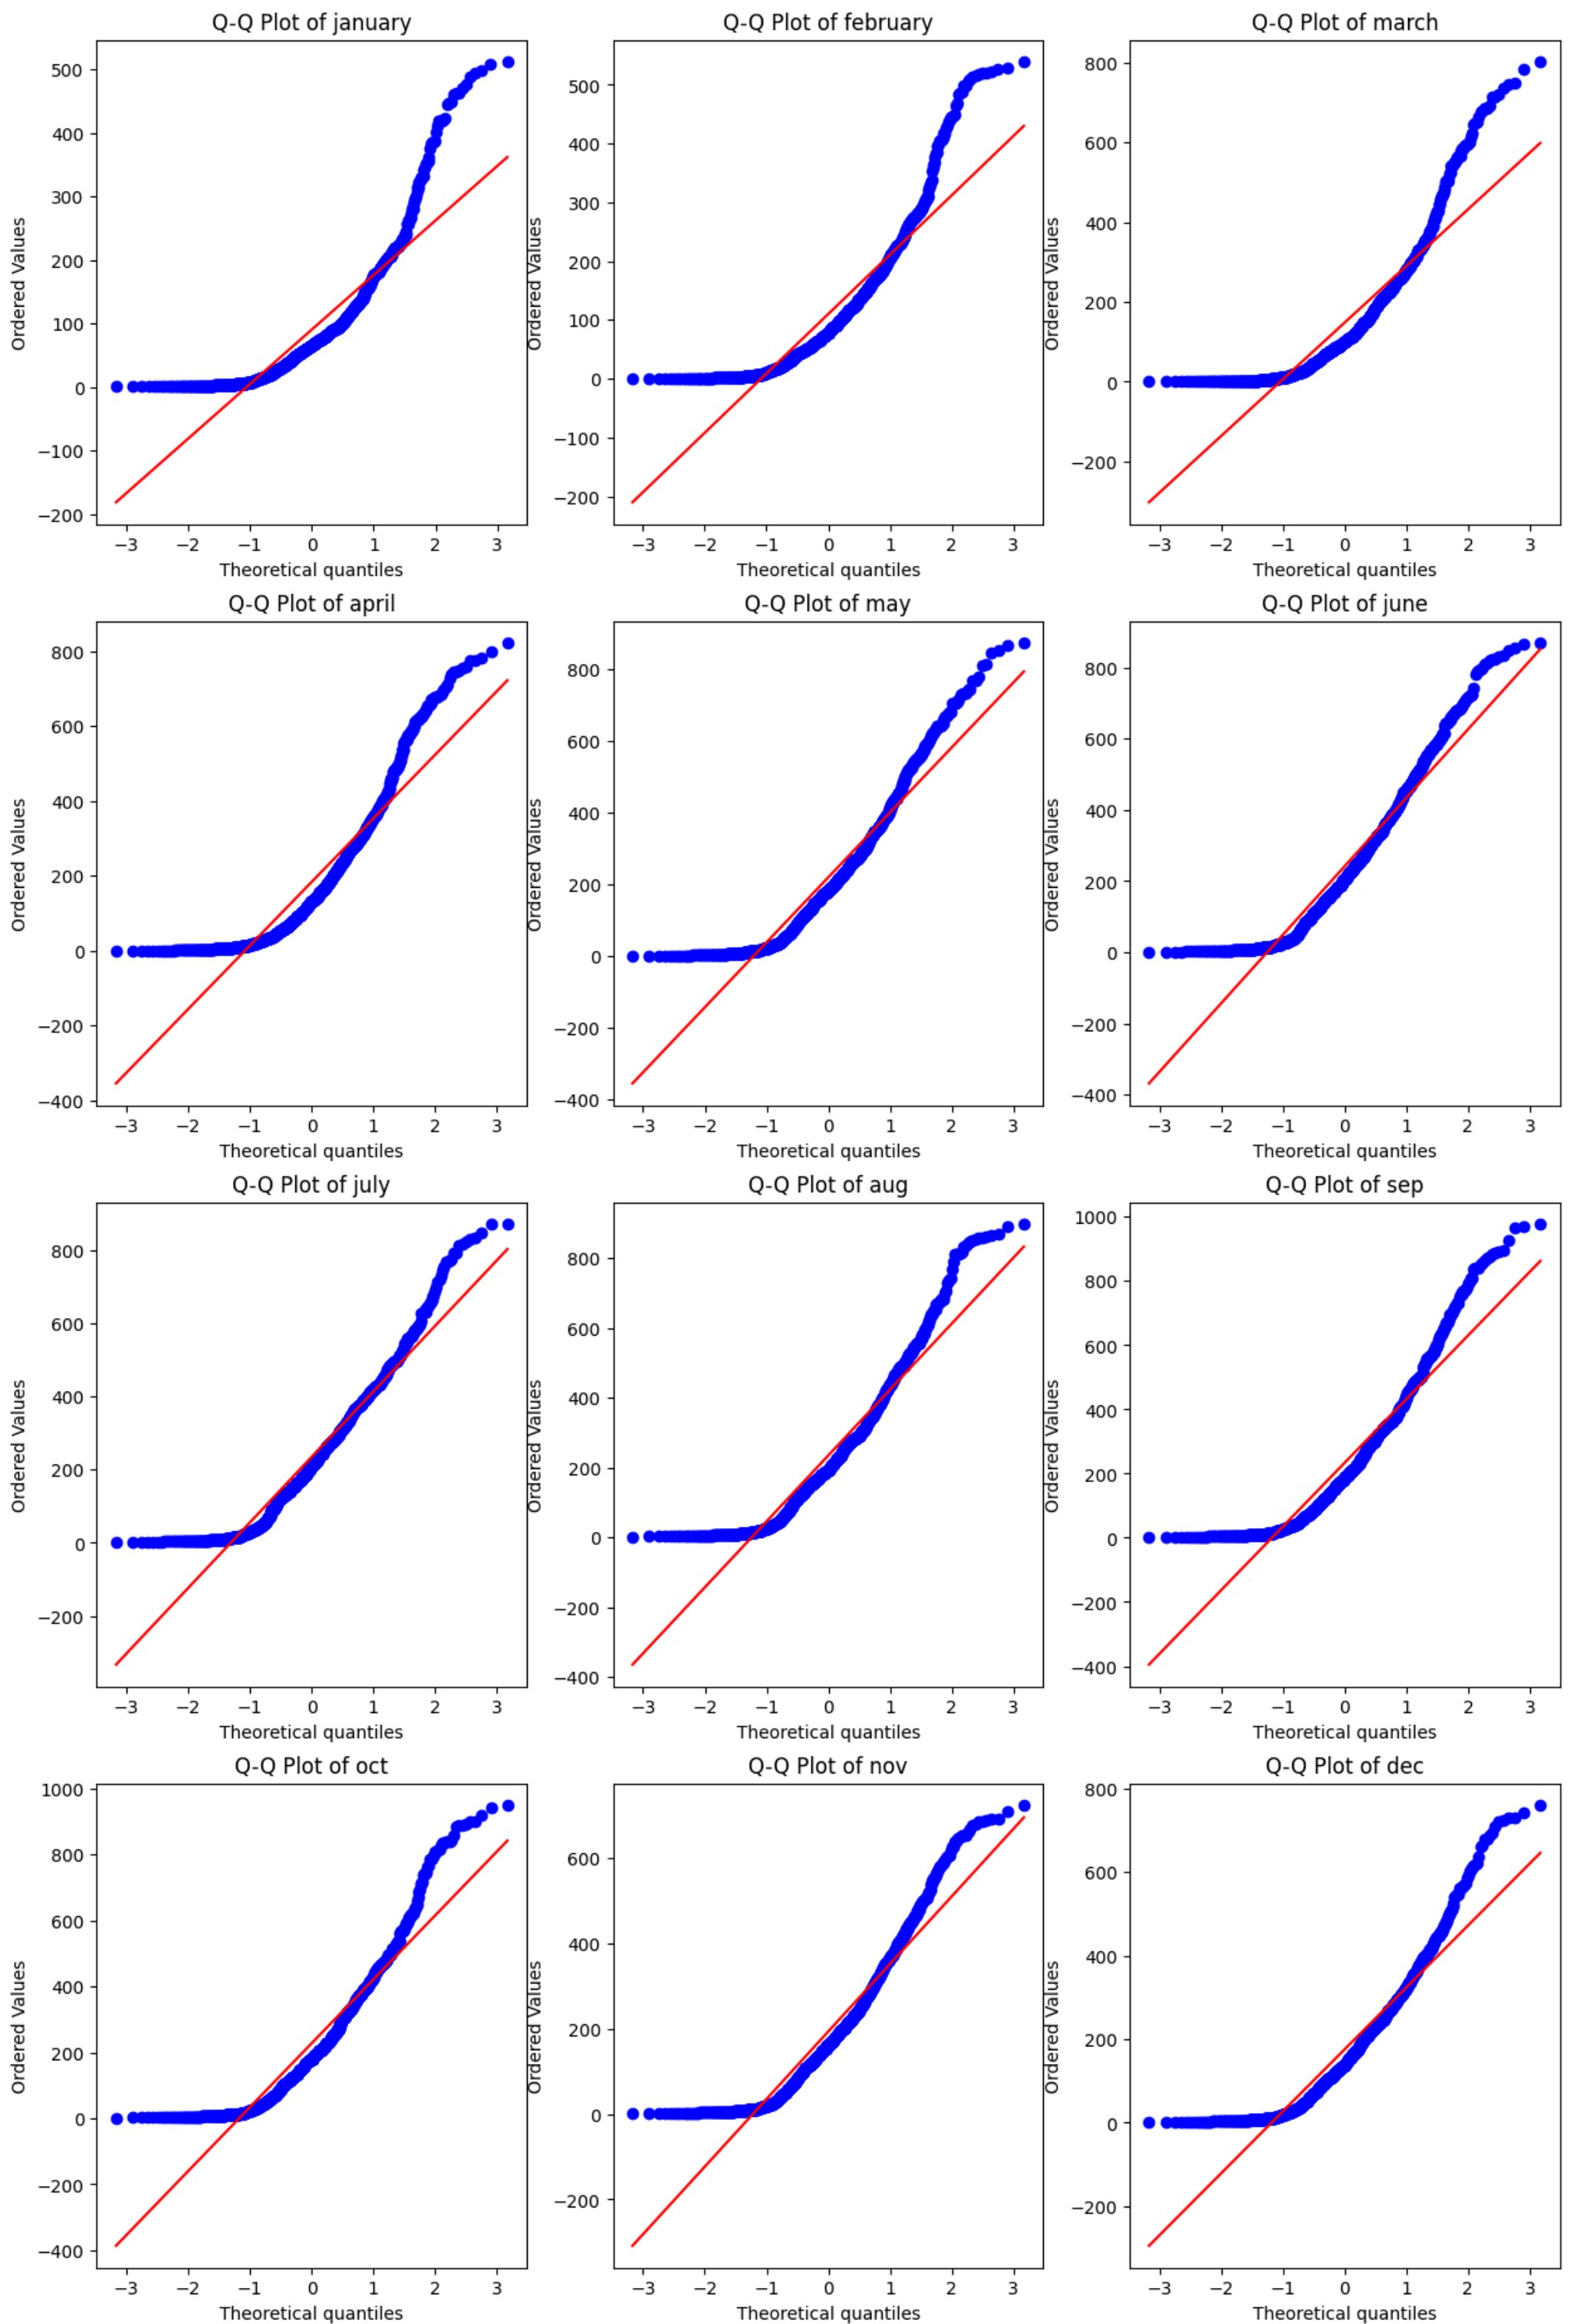 Q-Q Plot of january
Q-Q Plot of february
Q-Q Plot of march
Ordered Values
500
400
300
200
100
0
−100
−200
−3 −2 −1 0 1 2 3
Theoretical quantiles
Ordered Values
500
400
300
200
100
0
−100
−200
−3 −2 −1 0 1 2 3
Theoretical quantiles
Ordered Values
800
600
400
200
0
−200
−3 −2 −1 0 1 2 3
Theoretical quantiles
Q-Q Plot of april
Q-Q Plot of may
Q-Q Plot of june
Ordered Values
800
600
400
200
0
−200
−400
−3 −2 −1 0 1 2 3
Theoretical quantiles
Ordered Values
800
600
400
200
0
−200
−400
−3 −2 −1 0 1 2 3
Theoretical quantiles
Ordered Values
800
600
400
200
0
−200
−400
−3 −2 −1 0 1 2 3
Theoretical quantiles
Q-Q Plot of july
Q-Q Plot of aug
Q-Q Plot of sep
Ordered Values
800
600
400
200
0
−200
−3 −2 −1 0 1 2 3
Theoretical quantiles
Ordered Values
800
600
400
200
0
−200
−400
−3 −2 −1 0 1 2 3
Theoretical quantiles
Ordered Values
1000
800
600
400
200
0
−200
−400
−3 −2 −1 0 1 2 3
Theoretical quantiles
Q-Q Plot of oct
Q-Q Plot of nov
Q-Q Plot of dec
Ordered Values
1000
800
600
400
200
0
−200
−400
−3 −2 −1 0 1 2 3
Theoretical quantiles
Ordered Values
600
400
200
0
−200
−3 −2 −1 0 1 2 3
Theoretical quantiles
Ordered Values
800
600
400
200
0
−200
−3 −2 −1 0 1 2 3
Theoretical quantiles